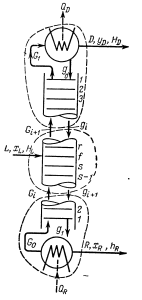 Q_D
D, y_D, H_D
G_1
g_0
1
2
3
G_{i+1} g_i
L, x_L, H_L
r
f
s
s-1
G_i g_{i+1}
2
1
G_0 g_1
R, x_R, h_R
Q_R